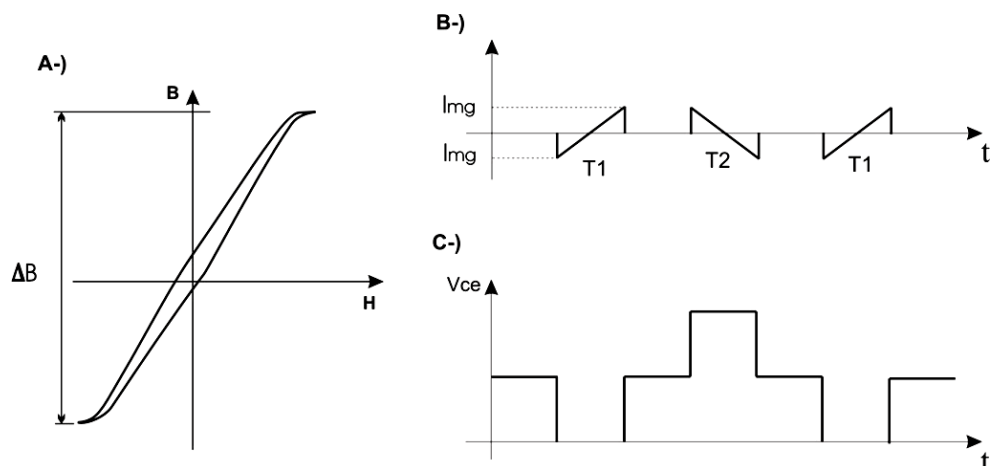 A-)
B
ΔB
H
B-)
Img
Img
T1
T2
T1
t
C-)
Vce
t